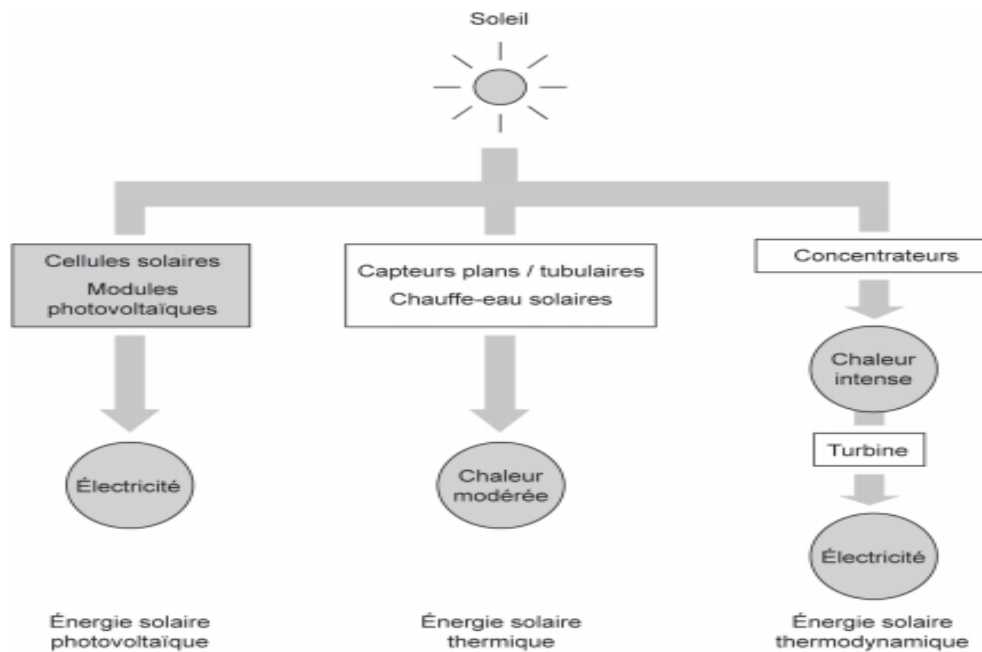 Soleil
Cellules solaires
Modules
photovoltaïques
Électricité
Énergie solaire
photovoltaïque
Capteurs plans / tubulaires
Chauffe-eau solaires
Chaleur
modérée
Énergie solaire
thermique
Concentrateurs
Chaleur
intense
Turbine
Électricité
Énergie solaire
thermodynamique